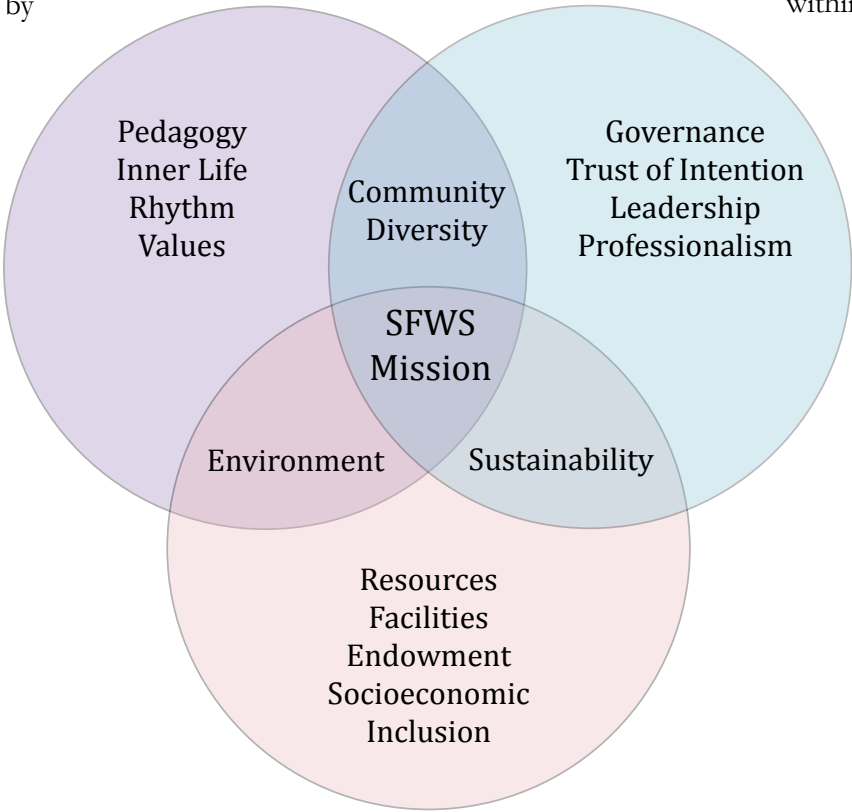 by
within
Pedagogy
Inner Life
Rhythm
Values
Community
Diversity
Governance
Trust of Intention
Leadership
Professionalism
SFWS
Mission
Environment
Sustainability
Resources
Facilities
Endowment
Socioeconomic
Inclusion